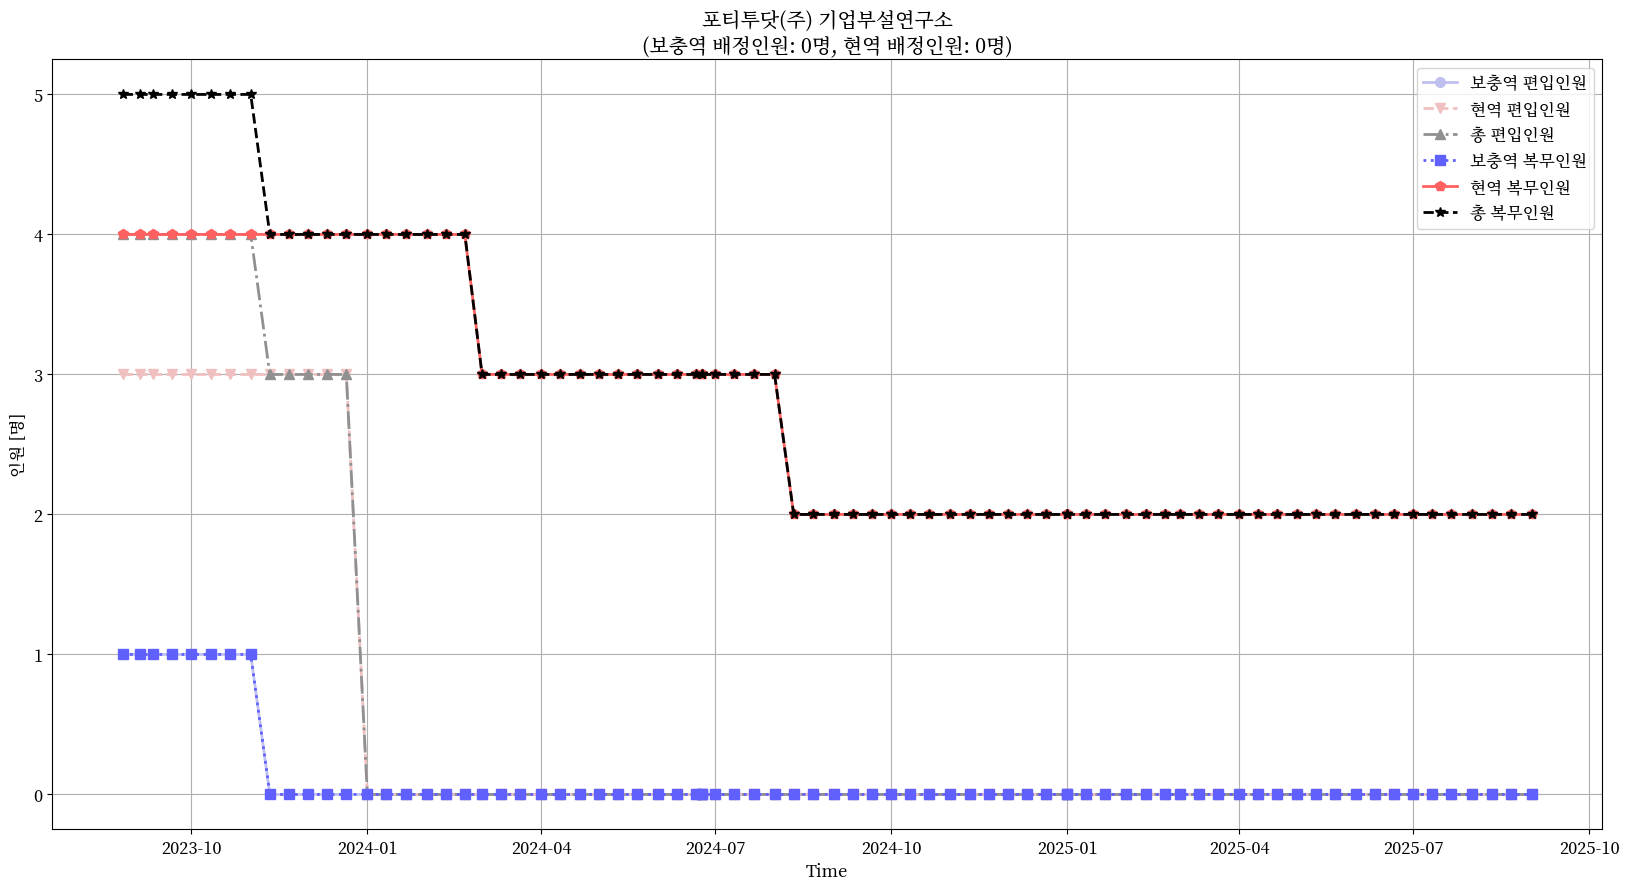 포티투닷(주) 기업부설연구소
(보충역 배정인원: 0명, 현역 배정인원: 0명)
보충역 편입인원
현역 편입인원
총 편입인원
보충역 복무인원
현역 복무인원
총 복무인원
인원 [명]
5
4
3
2
1
0
2023-10
2024-01
2024-04
2024-07
2024-10
2025-01
2025-04
2025-07
2025-10
Time